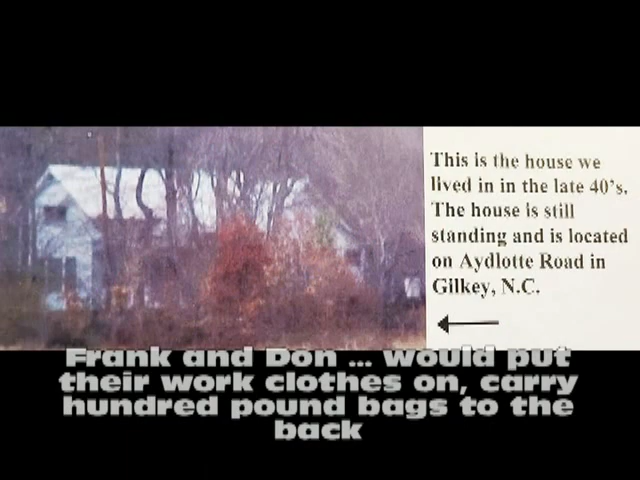 This is the house we
lived in in the late 40's.
The house is still
standing and is located
on Aydlotte Road in
Gilkey, N.C.
Frank and Don ... would put
their work clothes on, carry
hundred pound bags to the
back